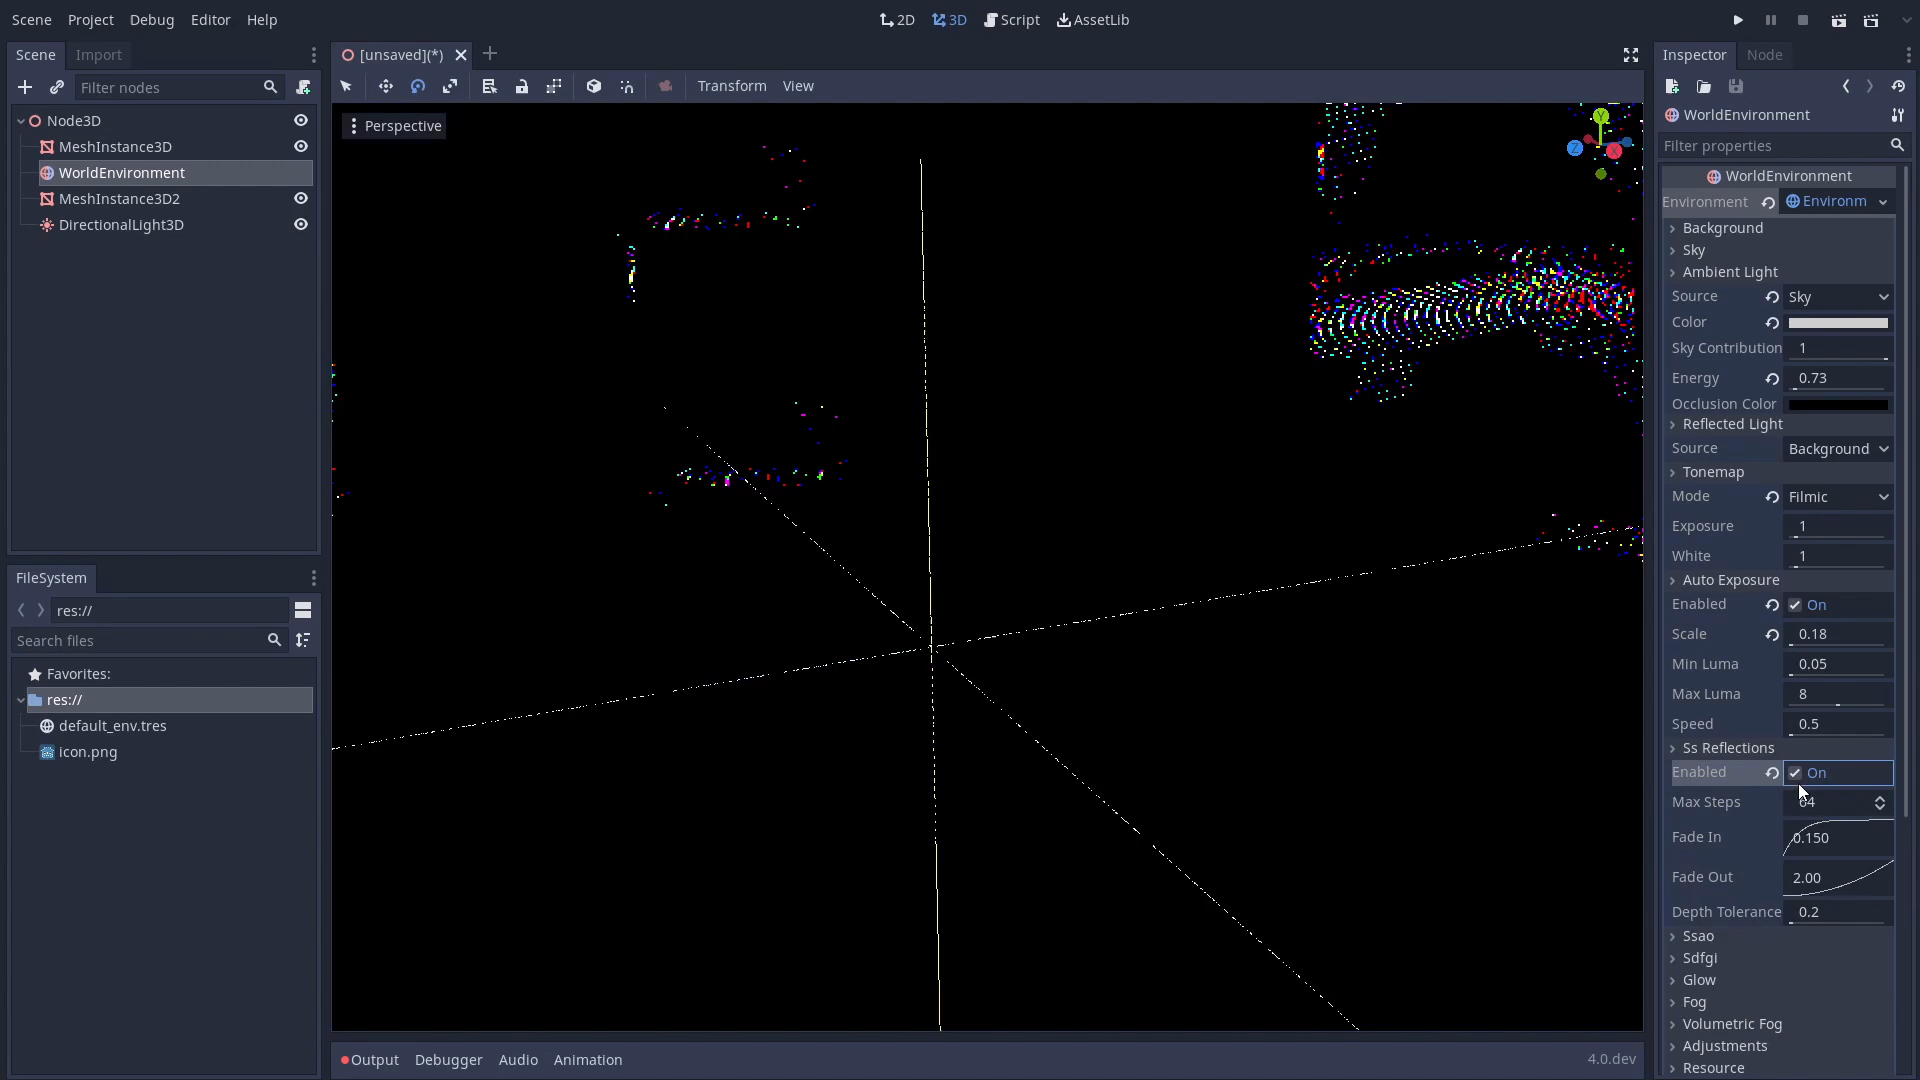 Scene Project Debug Editor Help
2D 3D Script AssetLib
Scene Import
[unsaved](*)
Inspector Node
Filter nodes
Transform View
WorldEnvironment
Perspective
Filter properties
Node3D
MeshInstance3D
WorldEnvironment
MeshInstance3D2
DirectionalLight3D
FileSystem
res://
Search files
Favorites:
res://
default_env.tres
icon.png
Y
Z
X
WorldEnvironment
Environment Environm
Background
Sky
Ambient Light
Source Sky
Color
Sky Contribution 1
Energy 0.73
Occlusion Color
Reflected Light
Source Background
Tonemap
Mode Filmic
Exposure 1
White 1
Auto Exposure
Enabled On
Scale 0.18
Min Luma 0.05
Max Luma 8
Speed 0.5
Ss Reflections
Enabled On
Max Steps 64
Fade In 0.150
Fade Out 2.00
Depth Tolerance 0.2
Ssao
Sdfgi
Glow
Fog
Volumetric Fog
Adjustments
Resource
Output Debugger Audio Animation
4.0.dev